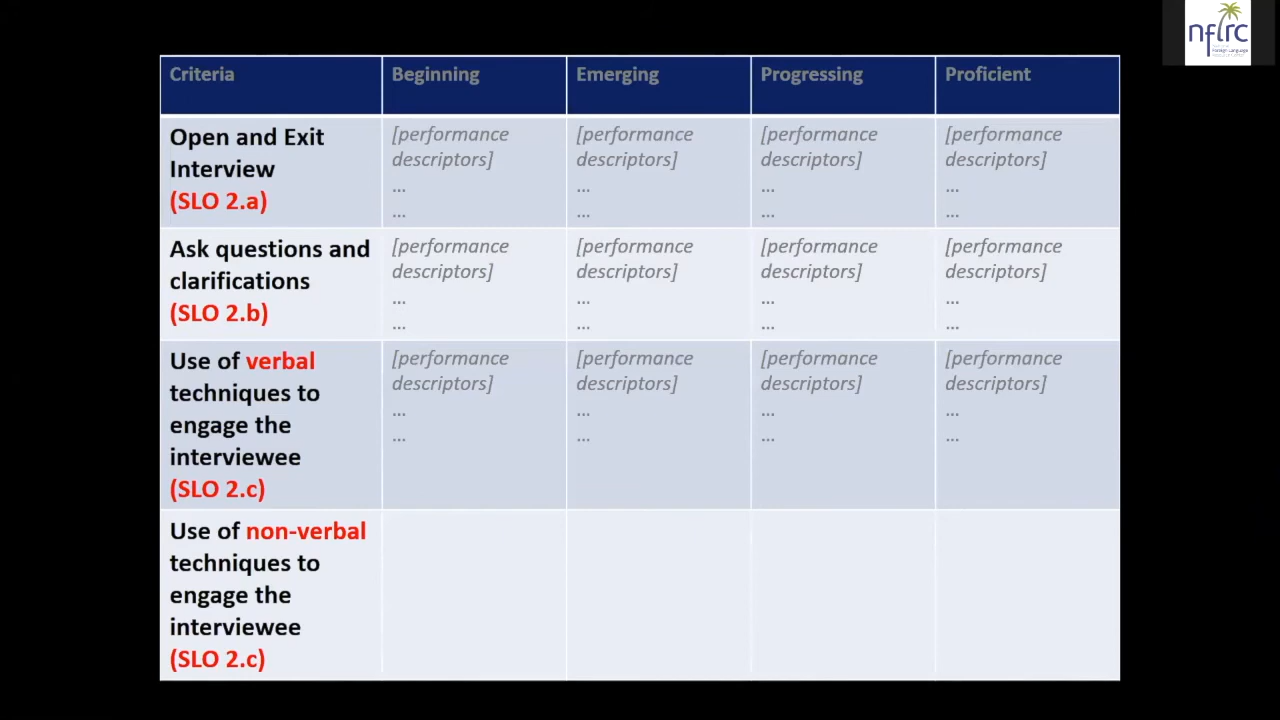 nflrc
Foreign Language
Criteria Beginning Emerging Progressing Proficient
Open and Exit
Interview
(SLO 2.a)
[performance
descriptors]
...
...
[performance
descriptors]
...
...
[performance
descriptors]
...
...
[performance
descriptors]
...
...
Ask questions and
clarifications
(SLO 2.b)
[performance
descriptors]
...
...
[performance
descriptors]
...
...
[performance
descriptors]
...
...
[performance
descriptors]
...
...
Use of verbal
techniques to
engage the
interviewee
(SLO 2.c)
[performance
descriptors]
...
...
[performance
descriptors]
...
...
[performance
descriptors]
...
...
[performance
descriptors]
...
...
Use of non-verbal
techniques to
engage the
interviewee
(SLO 2.c)